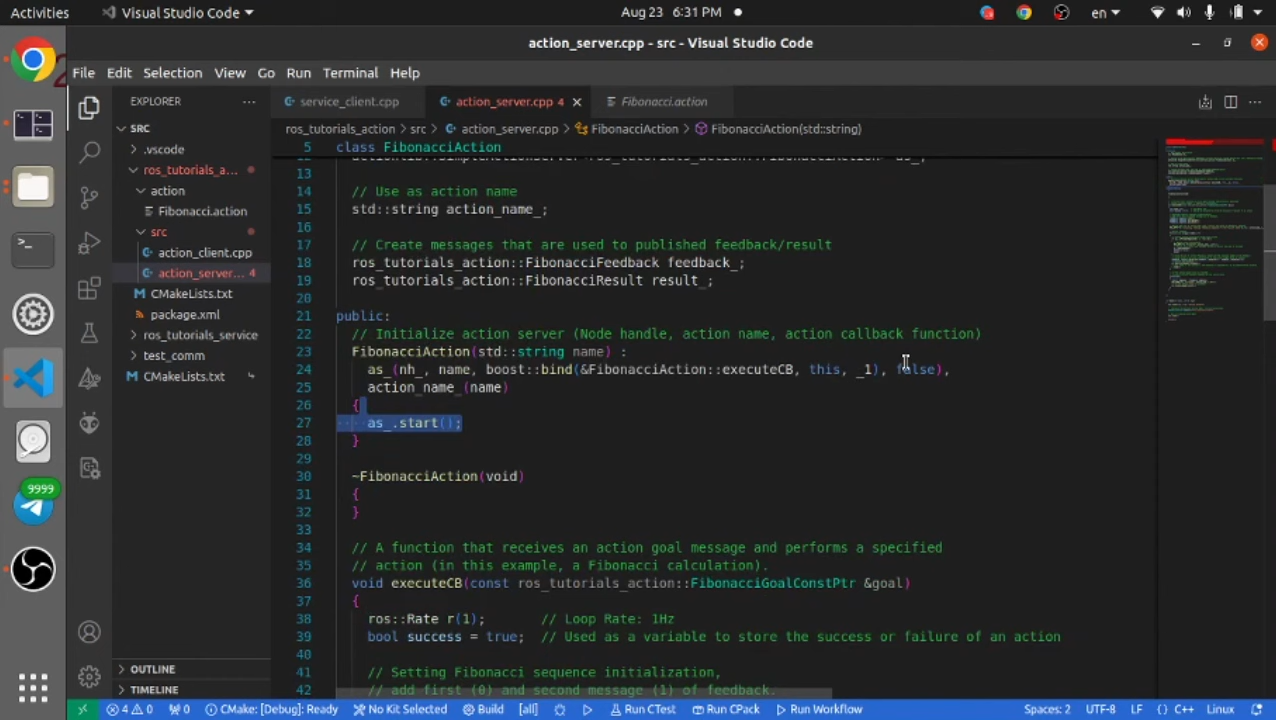 Activities
Visual Studio Code
Aug 23 6:31 PM
en
action_server.cpp - src - Visual Studio Code
File Edit Selection View Go Run Terminal Help
EXPLORER
service_client.cpp
action_server.cpp 4
Fibonacci.action
ros_tutorials_action > src > action_server.cpp > FibonacciAction > FibonacciAction(std::string)
SRC
.vscode
ros_tutorials_a...
action
Fibonacci.action
src
action_client.cpp
action_server... 4
CMakeLists.txt
package.xml
ros_tutorials_service
test_comm
CMakeLists.txt
OUTLINE
TIMELINE
9999
5 class FibonacciAction
12 actionlib::SimpleActionServer<ros_tutorials_action::FibonacciAction> as_;
13
14 // Use as action name
15 std::string action_name_;
16
17 // Create messages that are used to published feedback/result
18 ros_tutorials_action::FibonacciFeedback feedback_;
19 ros_tutorials_action::FibonacciResult result_;
20
21 public:
22 // Initialize action server (Node handle, action name, action callback function)
23 FibonacciAction(std::string name) :
24 as_(nh_, name, boost::bind(&FibonacciAction::executeCB, this, _1), false),
25 action_name_(name)
26 {
27 as_.start();
28 }
29
30 ~FibonacciAction(void)
31 {
32 }
33
34 // A function that receives an action goal message and performs a specified
35 // action (in this example, a Fibonacci calculation).
36 void executeCB(const ros_tutorials_action::FibonacciGoalConstPtr &goal)
37 {
38 ros::Rate r(1); // Loop Rate: 1Hz
39 bool success = true; // Used as a variable to store the success or failure of an action
40
41 // Setting Fibonacci sequence initialization,
42 // add first (0) and second message (1) of feedback.
4 0 0 CMake: [Debug]: Ready No Kit Selected Build [all] Run CTest Run CPack Run Workflow Spaces: 2 UTF-8 LF {} C++ Linux